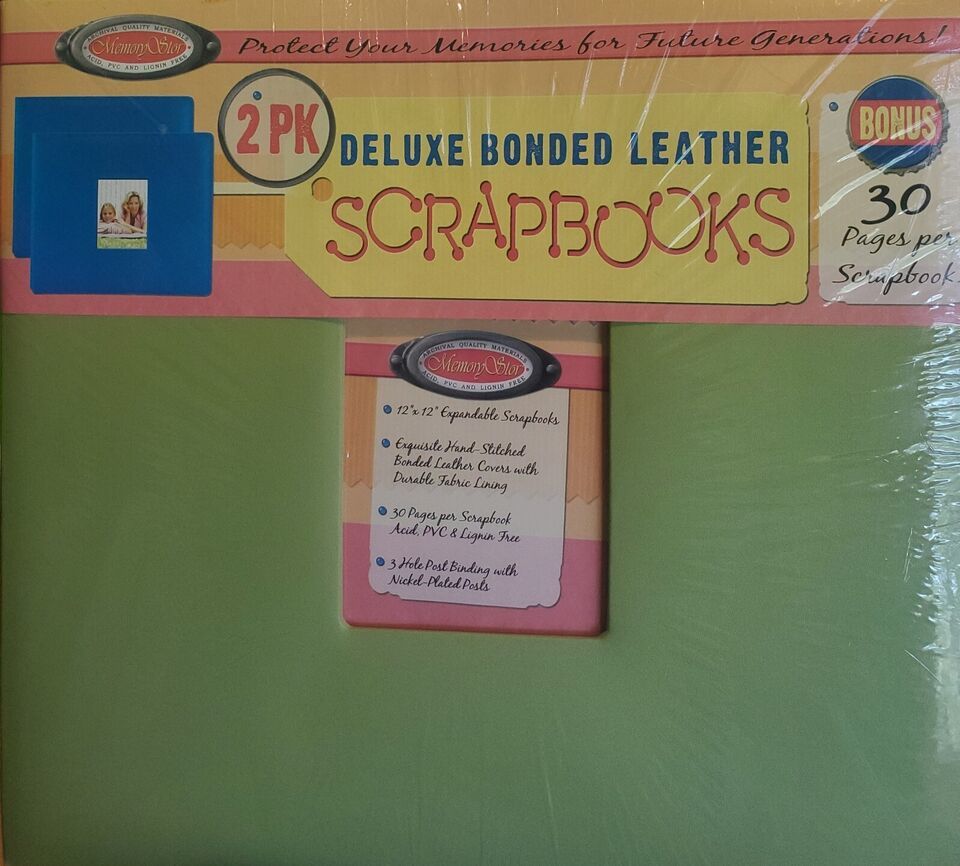 ARCHIVAL QUALITY MATERIALS
MemoryStor
ACID, PVC AND LIGNIN FREE
Protect Your Memories for Future Generations!
2 PK
DELUXE BONDED LEATHER
SCRAPBOOKS
BONUS
30
Pages per
Scrapbook
ARCHIVAL QUALITY MATERIALS
MemoryStor
ACID, PVC AND LIGNIN FREE
12"x 12" Expandable Scrapbooks
Exquisite Hand-Stitched
Bonded Leather Covers with
Durable Fabric Lining
30 Pages per Scrapbook
Acid, PVC & Lignin Free
3 Hole Post Binding with
Nickel-Plated Posts